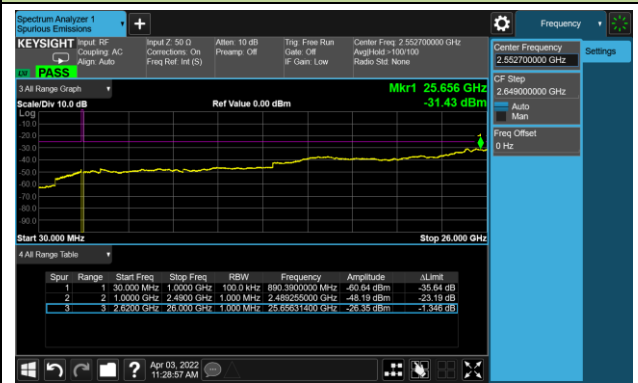 Spectrum Analyzer 1
Spurious Emissions
Frequency
KEYSIGHT
Input: RF
Coupling: AC
Align: Auto
Input Z: 50 Ω
Corrections: On
Freq Ref: Int (S)
Atten: 10 dB
Preamp: Off
Trig: Free Run
Gate: Off
IF Gain: Low
Center Freq: 2.552700000 GHz
Avg|Hold:>100/100
Radio Std: None
PASS
Center Frequency
2.552700000 GHz
Settings
CF Step
2.649000000 GHz
Auto
Man
Freq Offset
0 Hz
3 All Range Graph
Mkr1 25.656 GHz
Scale/Div 10.0 dB
Ref Value 0.00 dBm
-31.43 dBm
Log
-10.0
-20.0
-30.0
-40.0
-50.0
-60.0
-70.0
-80.0
-90.0
1
Start 30.000 MHz
Stop 26.000 GHz
4 All Range Table
Spur Range Start Freq Stop Freq RBW Frequency Amplitude ΔLimit
1 1 30.000 MHz 1.0000 GHz 100.0 kHz 890.3900000 MHz -60.64 dBm -35.64 dB
2 2 1.0000 GHz 2.4900 GHz 1.000 MHz 2.489255000 GHz -48.19 dBm -23.19 dB
3 3 2.6200 GHz 26.000 GHz 1.000 MHz 25.65631400 GHz -26.35 dBm -1.346 dB
Apr 03, 2022
11:28:57 AM